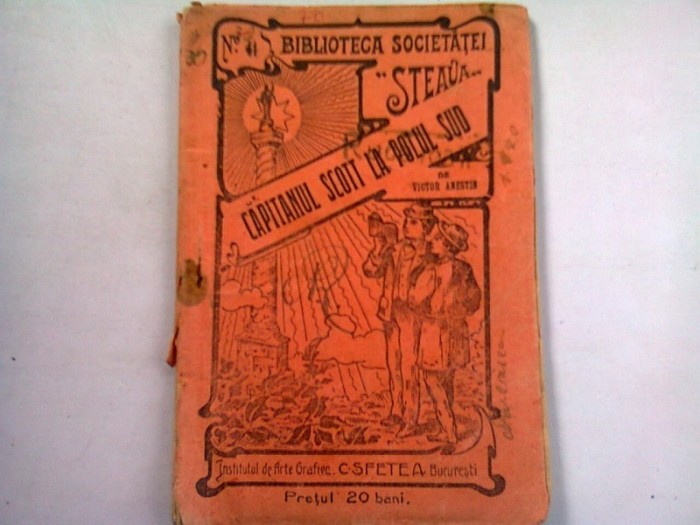 No 41
BIBLIOTECA SOCIETĂŢEI
"STEAUA"
CĂPITANUL SCOTT LA POLUL SUD
DE
VICTOR ANESTIN
Institutul de Arte Grafice. C. SFETEA. Bucureşti
Preţul 20 bani.